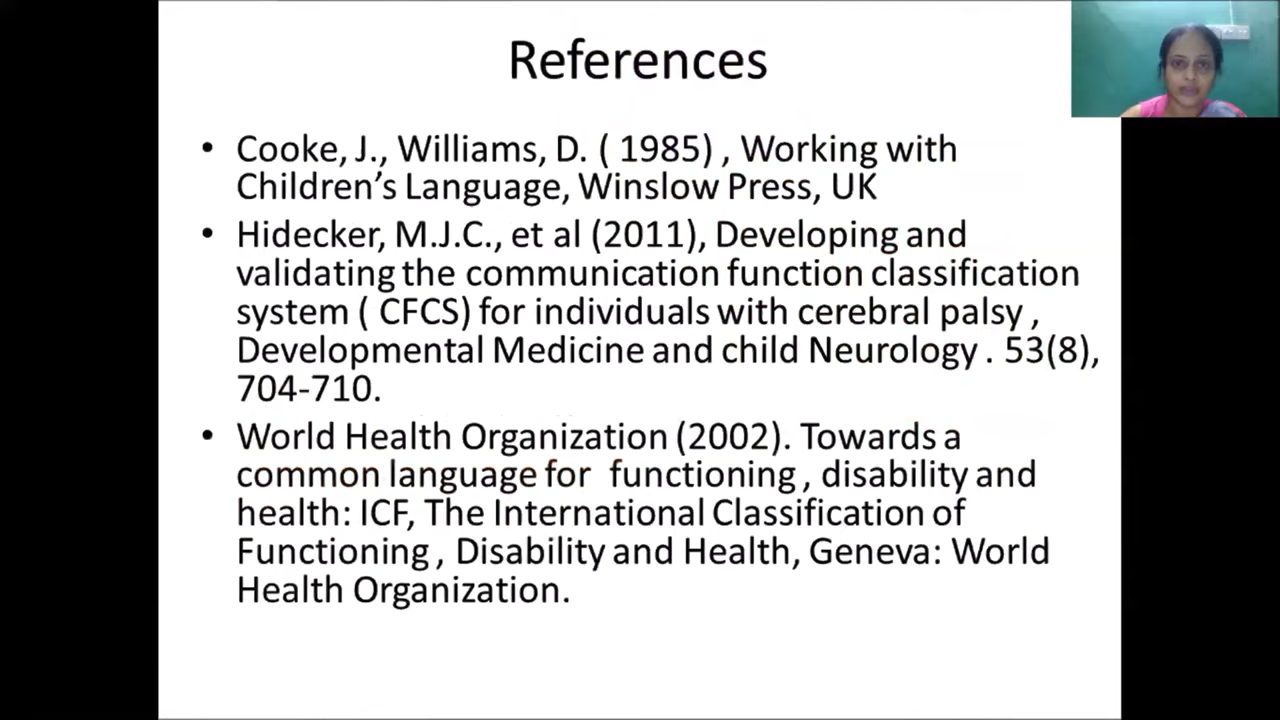 References
• Cooke, J., Williams, D. ( 1985) , Working with
Children’s Language, Winslow Press, UK
• Hidecker, M.J.C., et al (2011), Developing and
validating the communication function classification
system ( CFCS) for individuals with cerebral palsy ,
Developmental Medicine and child Neurology . 53(8),
704-710.
• World Health Organization (2002). Towards a
common language for  functioning , disability and
health: ICF, The International Classification of
Functioning , Disability and Health, Geneva: World
Health Organization.